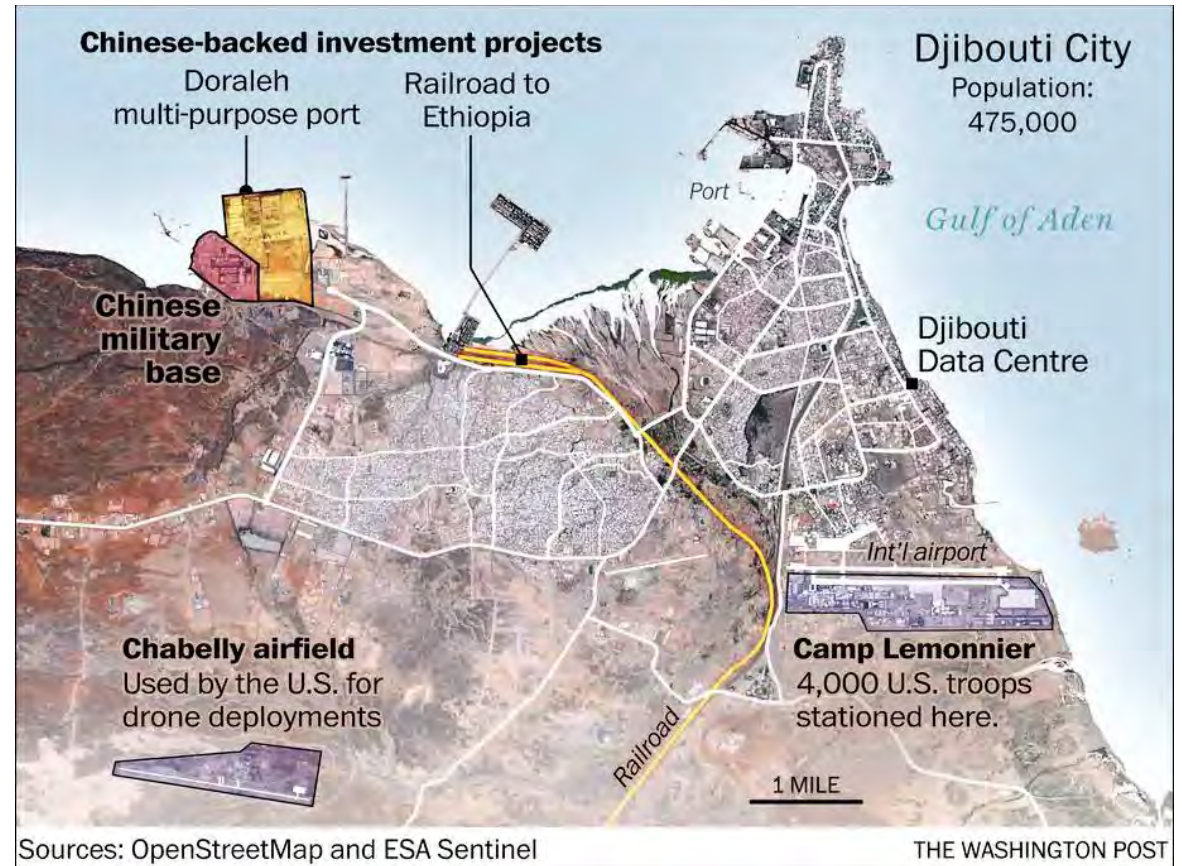 Chinese-backed investment projects
Doraleh
multi-purpose port
Railroad to
Ethiopia
Djibouti City
Population:
475,000
Port
Gulf of Aden
Chinese
military
base
Djibouti
Data Centre
Int'l airport
Chabelly airfield
Used by the U.S. for
drone deployments
Camp Lemonnier
4,000 U.S. troops
stationed here.
Railroad
1 MILE
Sources: OpenStreetMap and ESA Sentinel
THE WASHINGTON POST